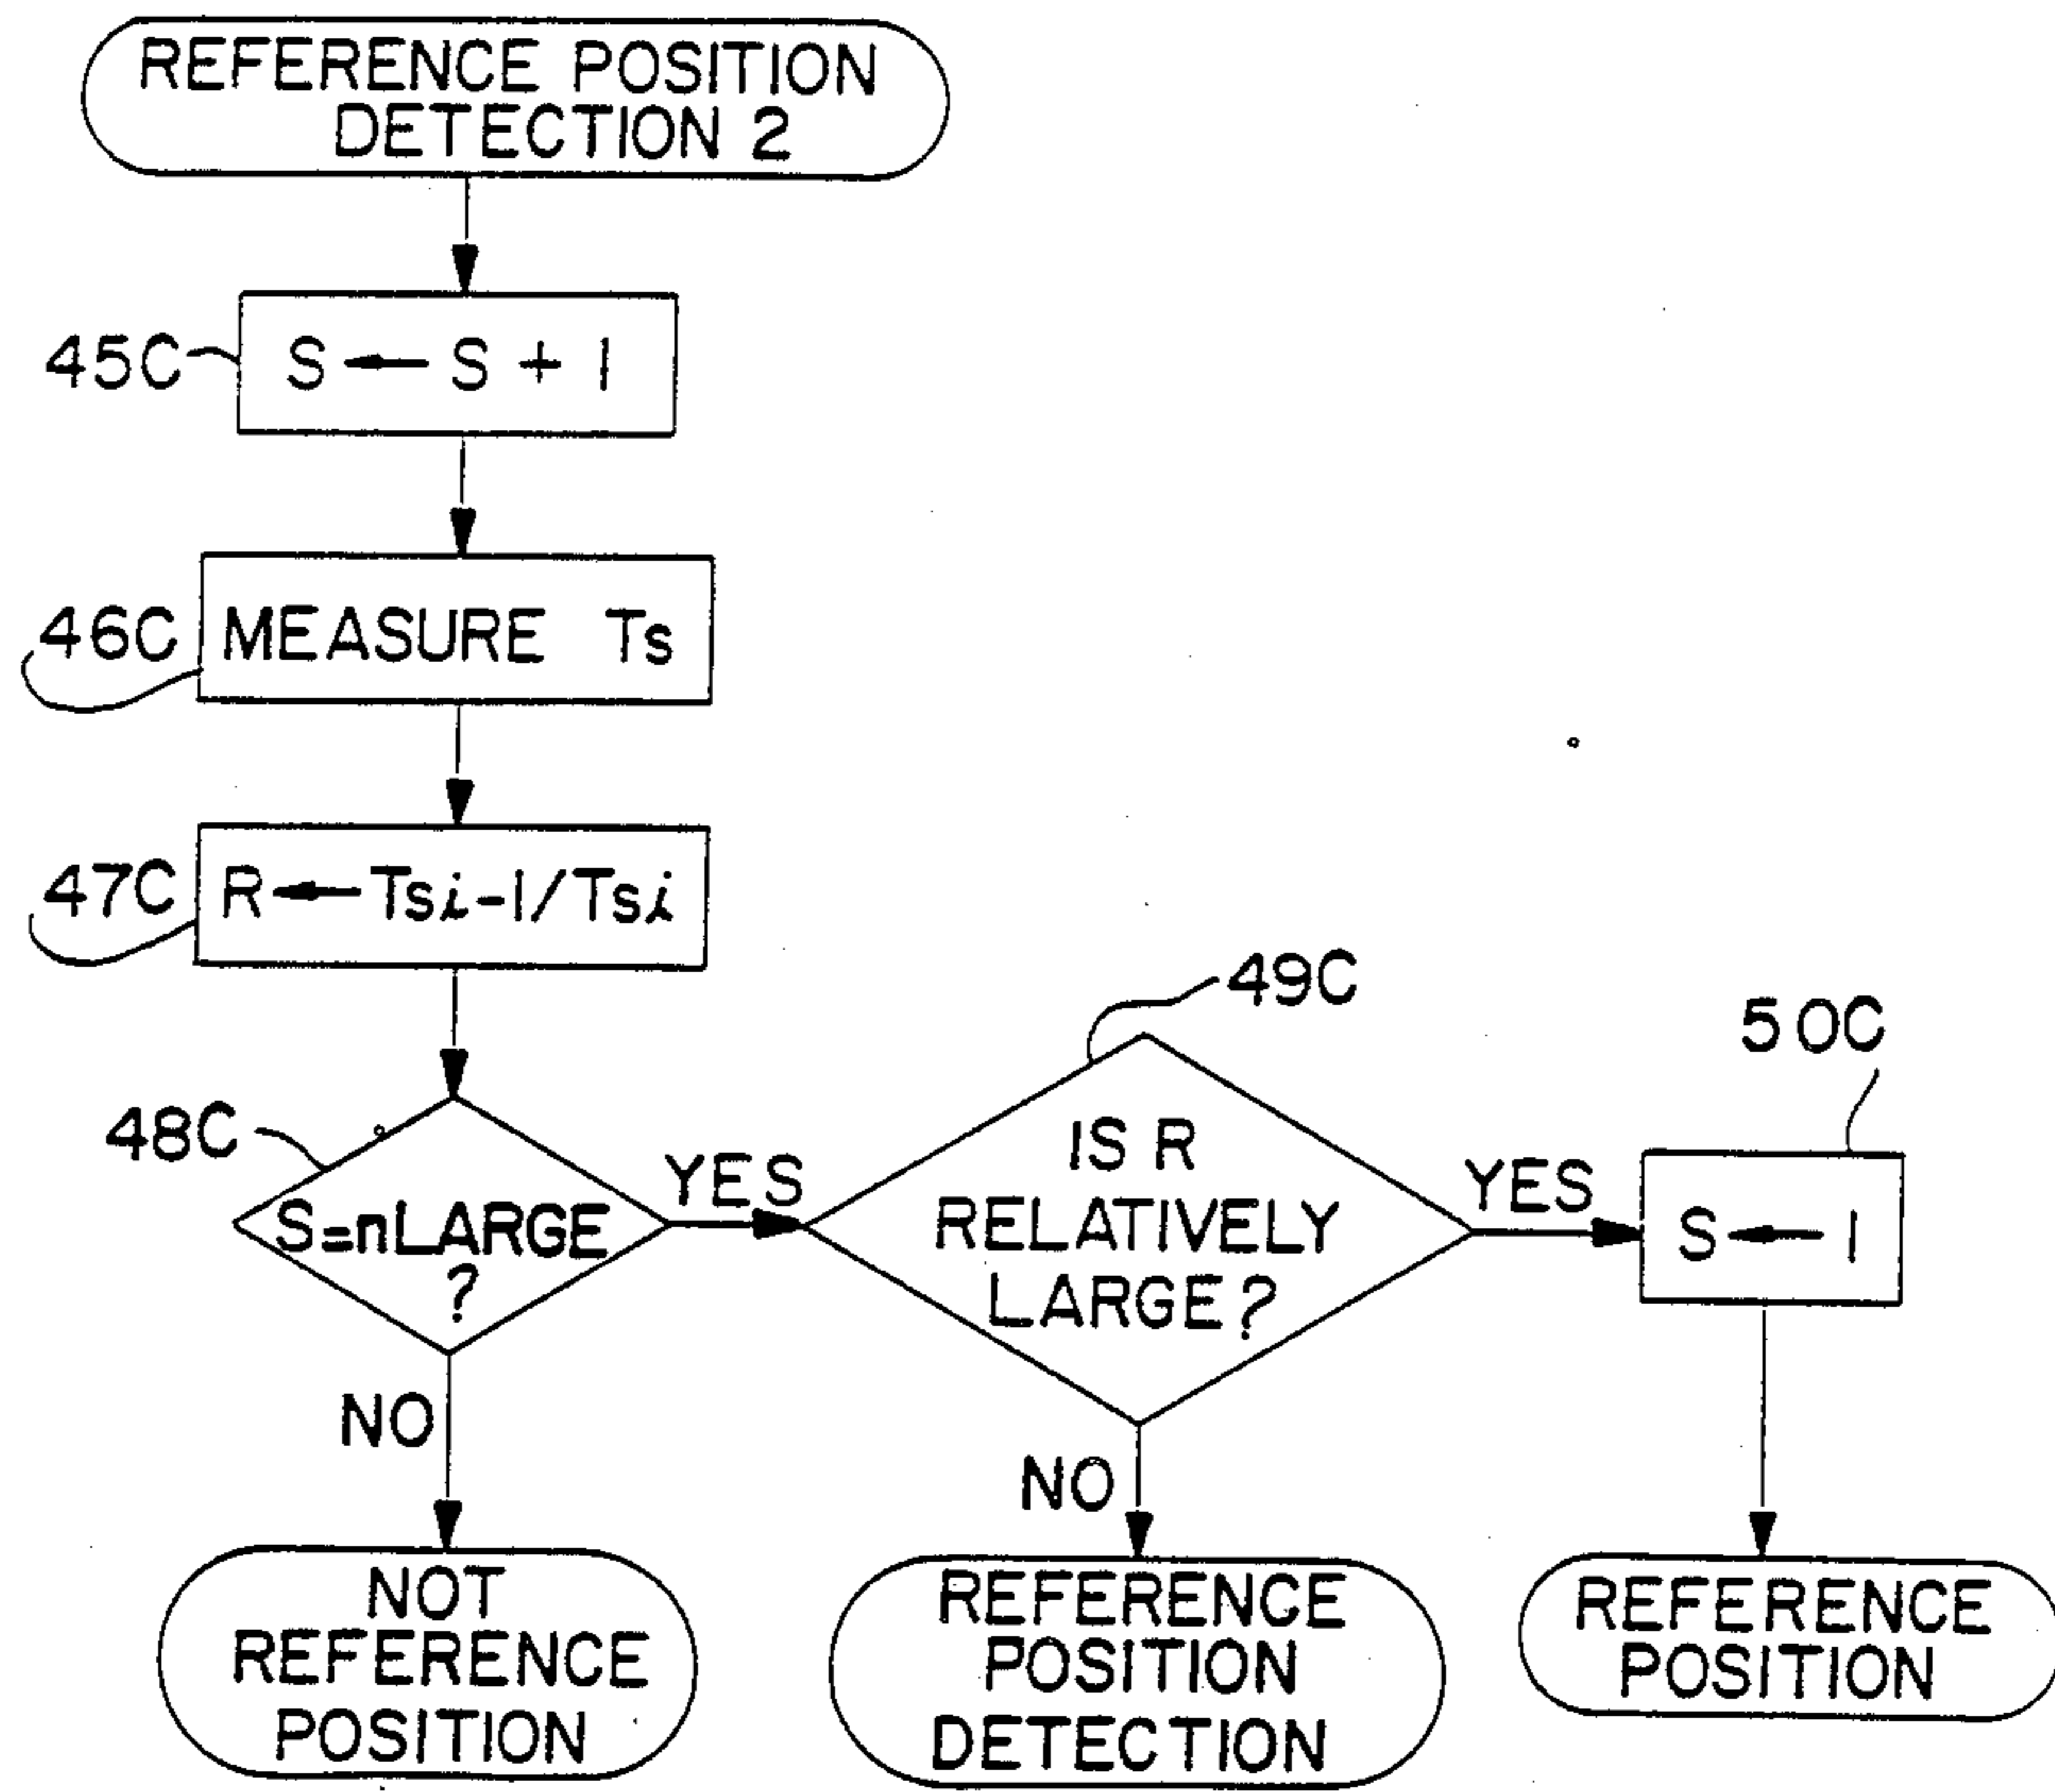 REFERENCE POSITION
DETECTION 2
45C
S ← S + 1
46C
MEASURE Ts
47C
R ← Tsi-1/Tsi
48C
S=nLARGE
?
YES
NO
49C
IS R
RELATIVELY
LARGE?
YES
NO
50C
S ← 1
NOT
REFERENCE
POSITION
REFERENCE
POSITION
DETECTION
REFERENCE
POSITION